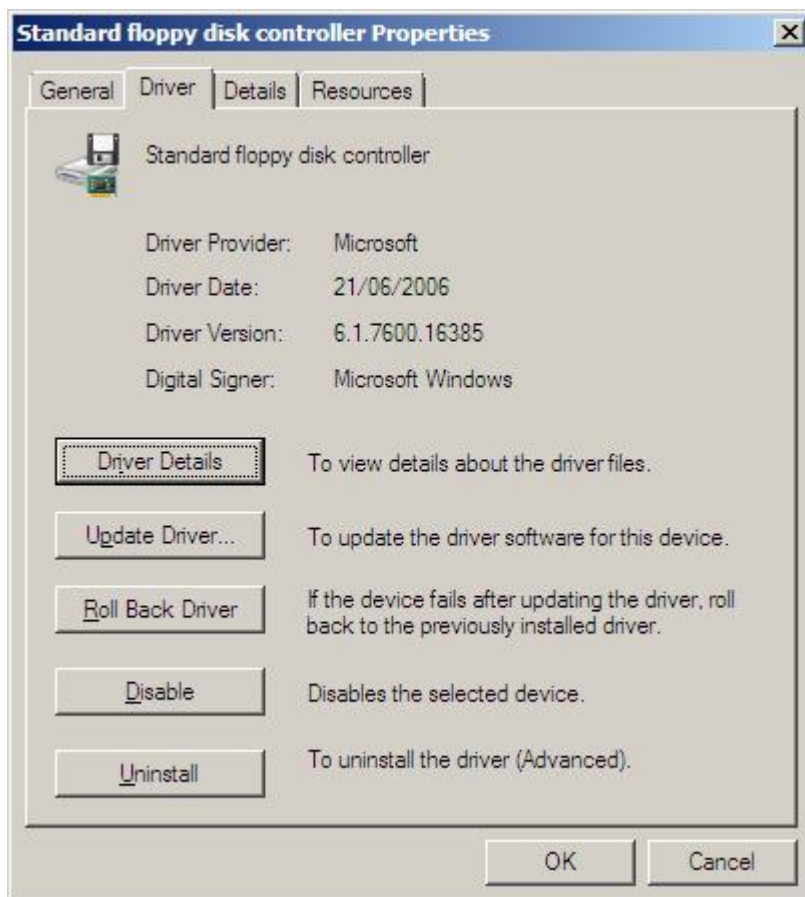 Standard floppy disk controller Properties
General Driver Details Resources
Standard floppy disk controller
Driver Provider: Microsoft
Driver Date: 21/06/2006
Driver Version: 6.1.7600.16385
Digital Signer: Microsoft Windows
Driver Details To view details about the driver files.
Update Driver... To update the driver software for this device.
Roll Back Driver If the device fails after updating the driver, roll
back to the previously installed driver.
Disable Disables the selected device.
Uninstall To uninstall the driver (Advanced).
OK Cancel